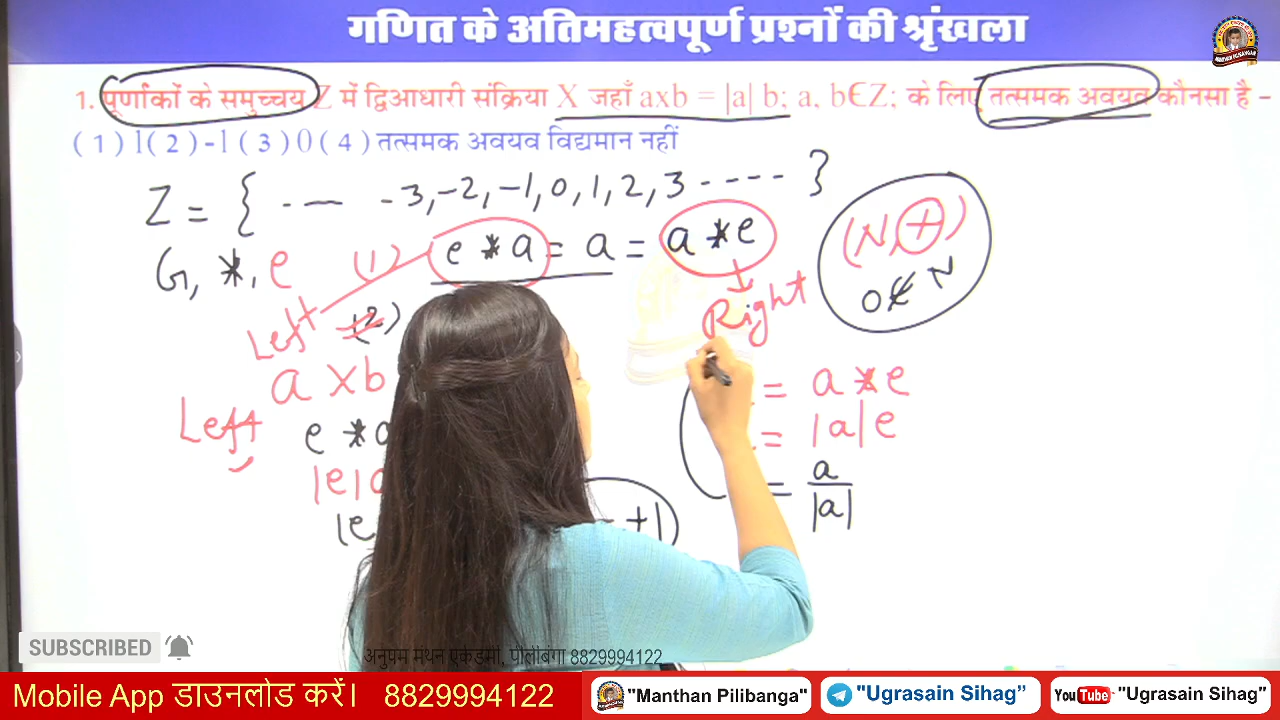 गणित के अतिमहत्वपूर्ण प्रश्नों की श्रृंखला
MANTHAN PILIBANGAN
1. पूर्णाकों के समुच्चय Z में द्विआधारी संक्रिया X जहाँ axb = |a| b; a, b∈Z; के लिए तत्समक अवयव कौनसा है -
(1) 1 (2) -1 (3) 0 (4) तत्समक अवयव विद्यमान नहीं
Z = { ---- -3, -2, -1, 0, 1, 2, 3 ---- }
G, *, e (1) e * a = a = a * e
(N, +)
0 ∉ N
Left (2)
Right
a X b
= a * e
Left e * a
= |a| e
|e| a
= a/|a|
|e +1
SUBSCRIBED
अनुपम मंथन एकेडमी, पीलीबंगा 8829994122
Mobile App डाउनलोड करें। 8829994122 "Manthan Pilibanga" "Ugrasain Sihag" YouTube "Ugrasain Sihag"